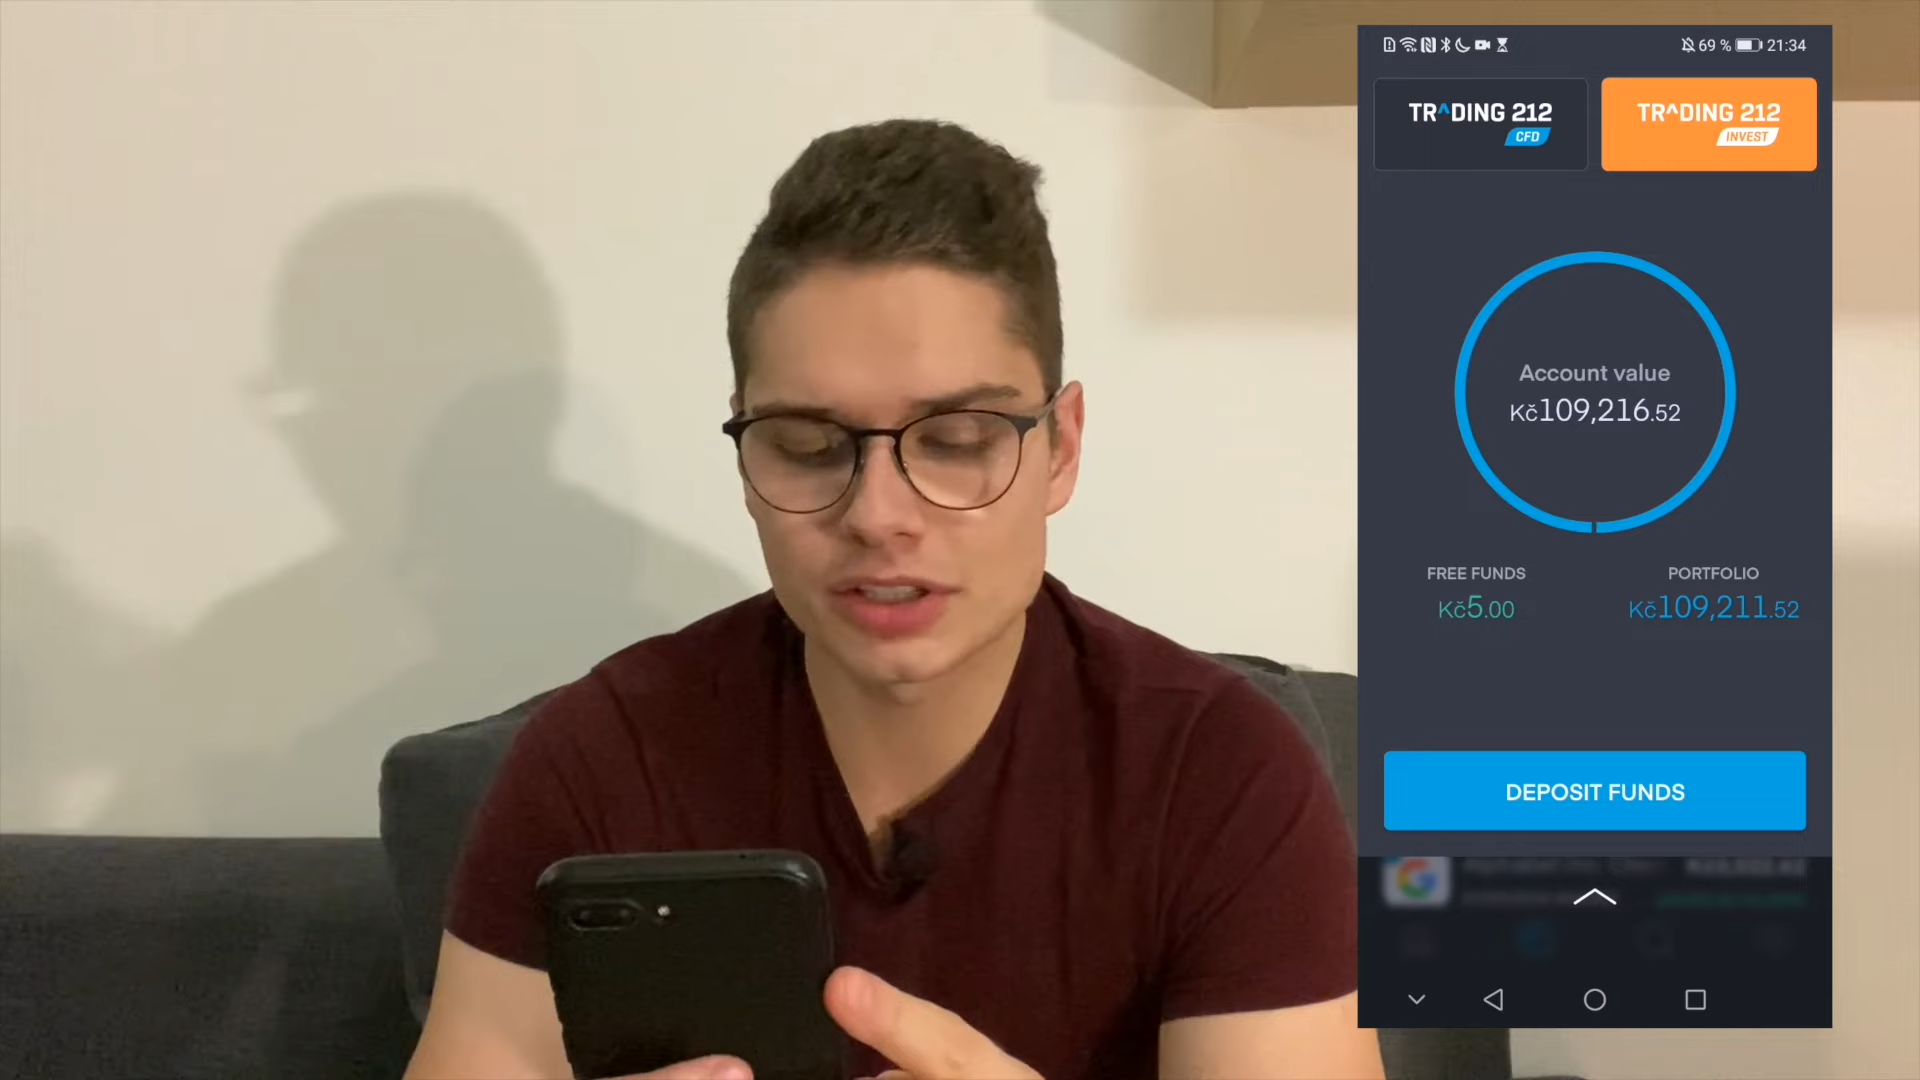 69 % 21:34
TR^DING 212
CFD
TR^DING 212
INVEST
Account value
Kč109,216.52
FREE FUNDS
Kč5.00
PORTFOLIO
Kč109,211.52
DEPOSIT FUNDS